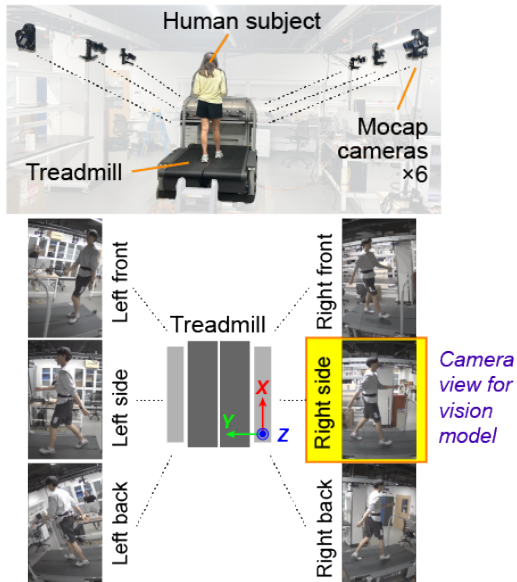 Human subject
Mocap
cameras
×6
Treadmill
Left front
Right front
Treadmill
Left side
Right side
X
Y
Z
Camera
view for
vision
model
Left back
Right back